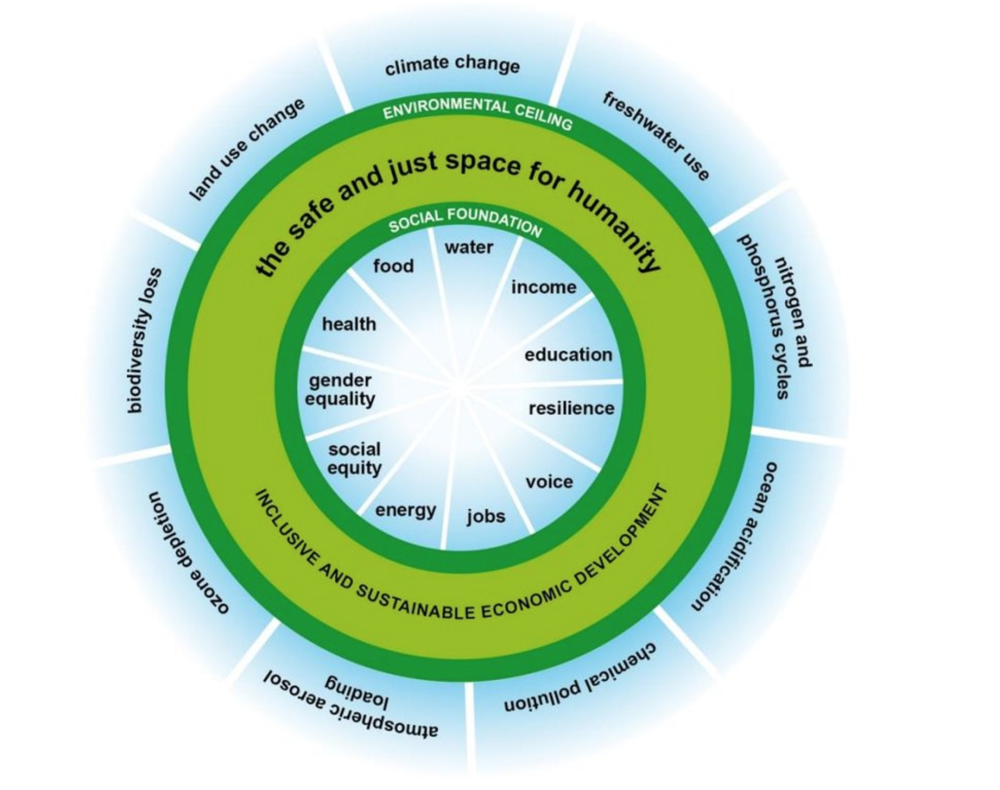 climate change
freshwater use
nitrogen and
phosphorus cycles
ocean acidification
chemical pollution
atmospheric aerosol
loading
ozone depletion
biodiversity loss
land use change
ENVIRONMENTAL CEILING
the safe and just space for humanity
SOCIAL FOUNDATION
water
income
education
resilience
voice
jobs
energy
social
equity
gender
equality
health
food
INCLUSIVE AND SUSTAINABLE ECONOMIC DEVELOPMENT